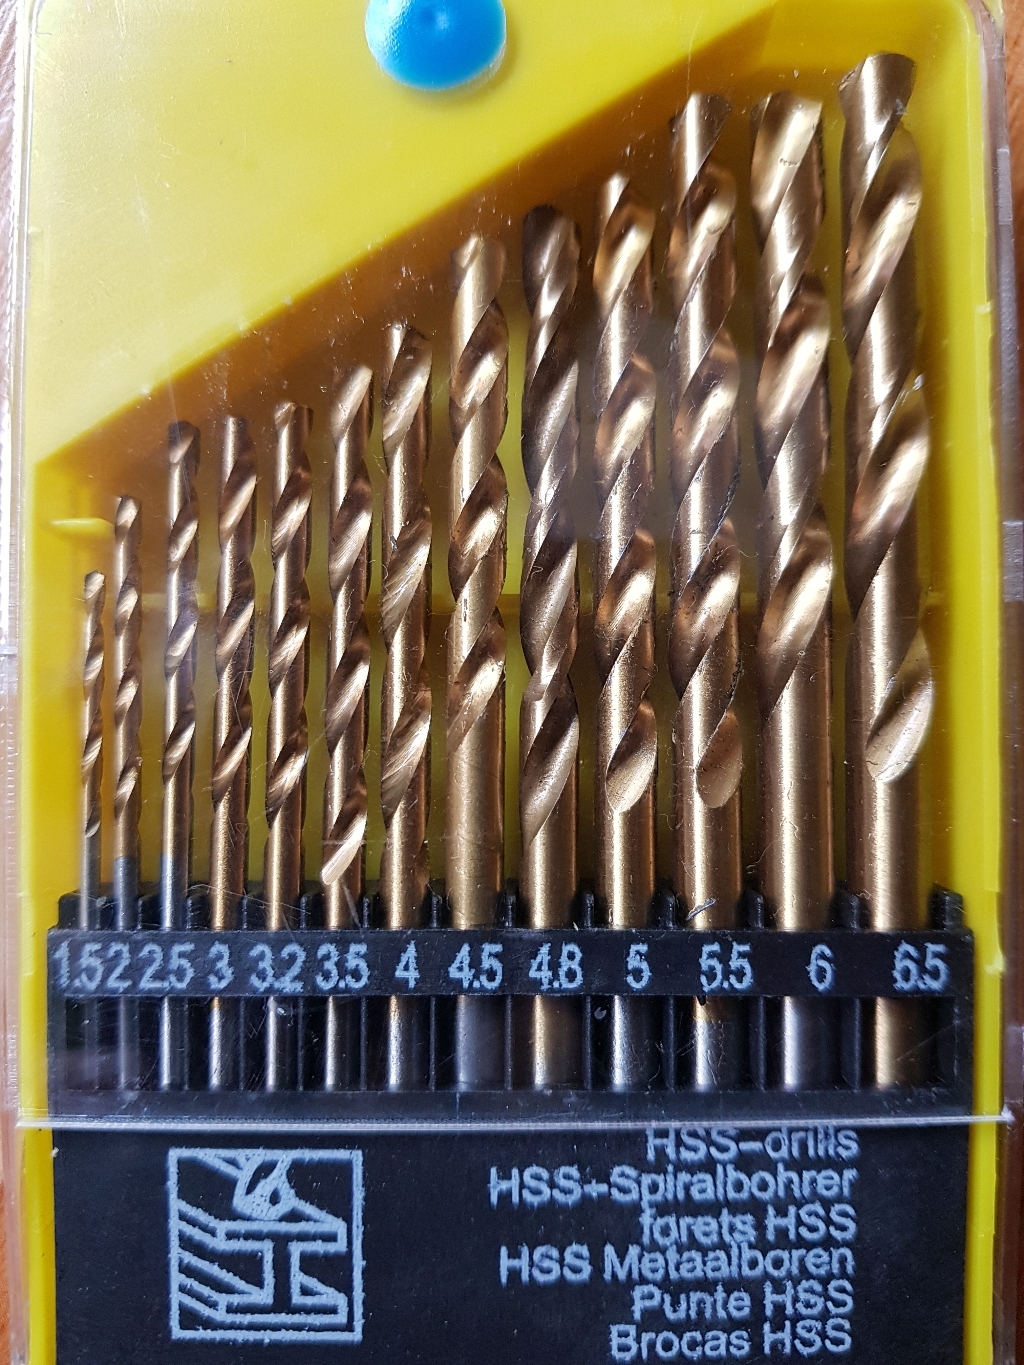 1.5 2 2.5 3 3.2 3.5 4 4.5 4.8 5 5.5 6 6.5
HSS-drills
HSS-Spiralbohrer
forets HSS
HSS Metaalboren
Punte HSS
Brocas HSS